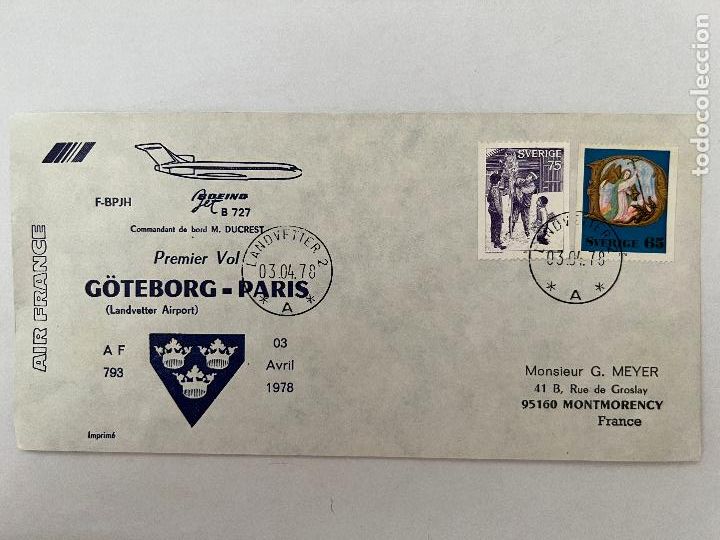 AIR FRANCE
F-BPJH
BOEING
Jet B 727
Commandant de bord M. DUCREST
Premier Vol
GÖTEBORG - PARIS
(Landvetter Airport)
A F
793
03
Avril
1978
Imprimé
LANDVETTER 2
03.04.78
* A *
SVERIGE
75
SVERIGE 65
LANDVETTER
03.04.78
* A *
Monsieur G. MEYER
41 B, Rue de Groslay
95160 MONTMORENCY
France
todocoleccion